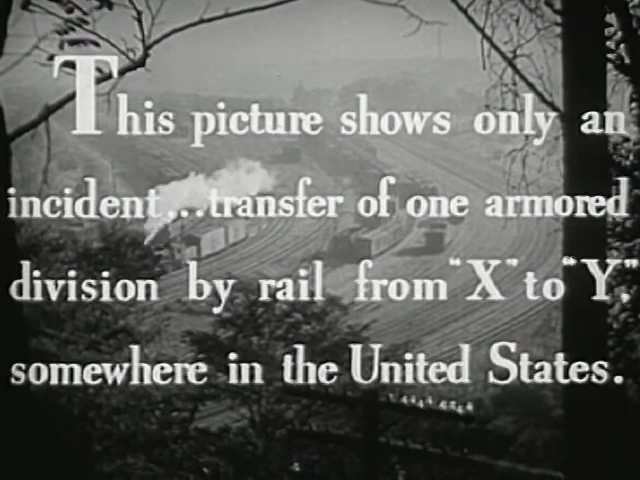 This picture shows only an
incident...transfer of one armored
division by rail from "X" to "Y,"
somewhere in the United States.